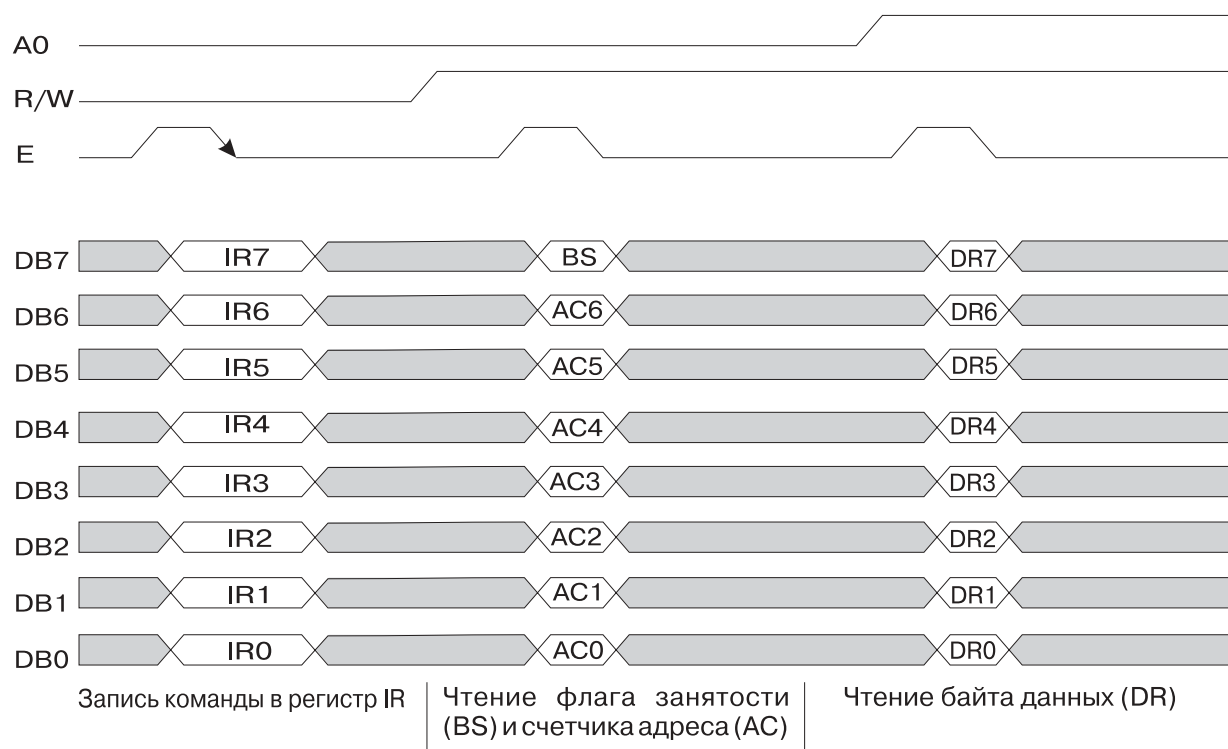 A0
R/W
E
DB7 IR7 BS DR7
DB6 IR6 AC6 DR6
DB5 IR5 AC5 DR5
DB4 IR4 AC4 DR4
DB3 IR3 AC3 DR3
DB2 IR2 AC2 DR2
DB1 IR1 AC1 DR1
DB0 IR0 AC0 DR0
Запись команды в регистр IR
Чтение флага занятости
(BS) и счетчика адреса (AC)
Чтение байта данных (DR)